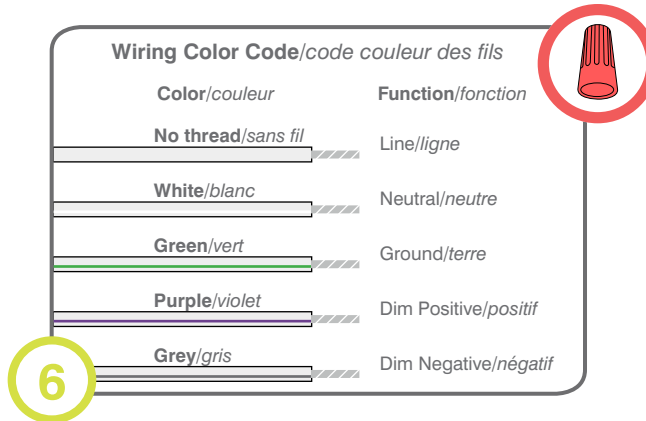 Wiring Color Code/code couleur des fils
Color/couleur Function/fonction
No thread/sans fil Line/ligne
White/blanc Neutral/neutre
Green/vert Ground/terre
Purple/violet Dim Positive/positif
Grey/gris Dim Negative/négatif
6